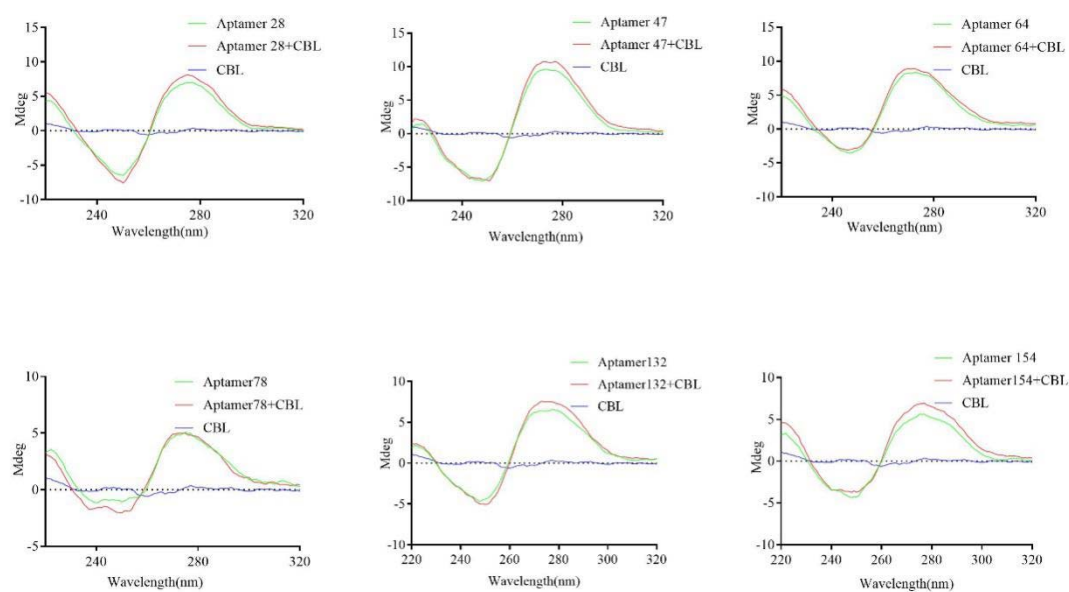 Aptamer 28
Aptamer 28+CBL
CBL
Mdeg
15
10
5
0
-5
-10
240
280
320
Wavelength(nm)
Aptamer 47
Aptamer 47+CBL
CBL
Mdeg
15
10
5
0
-5
-10
240
280
320
Wavelength(nm)
Aptamer 64
Aptamer 64+CBL
CBL
Mdeg
15
10
5
0
-5
-10
240
280
320
Wavelength(nm)
Aptamer78
Aptamer78+CBL
CBL
Mdeg
10
5
0
-5
240
280
320
Wavelength(nm)
Aptamer132
Aptamer132+CBL
CBL
Mdeg
10
5
0
-5
-10
220
240
260
280
300
320
Wavelength(nm)
Aptamer 154
Aptamer154+CBL
CBL
Mdeg
10
5
0
-5
-10
220
240
260
280
300
320
Wavelength(nm)